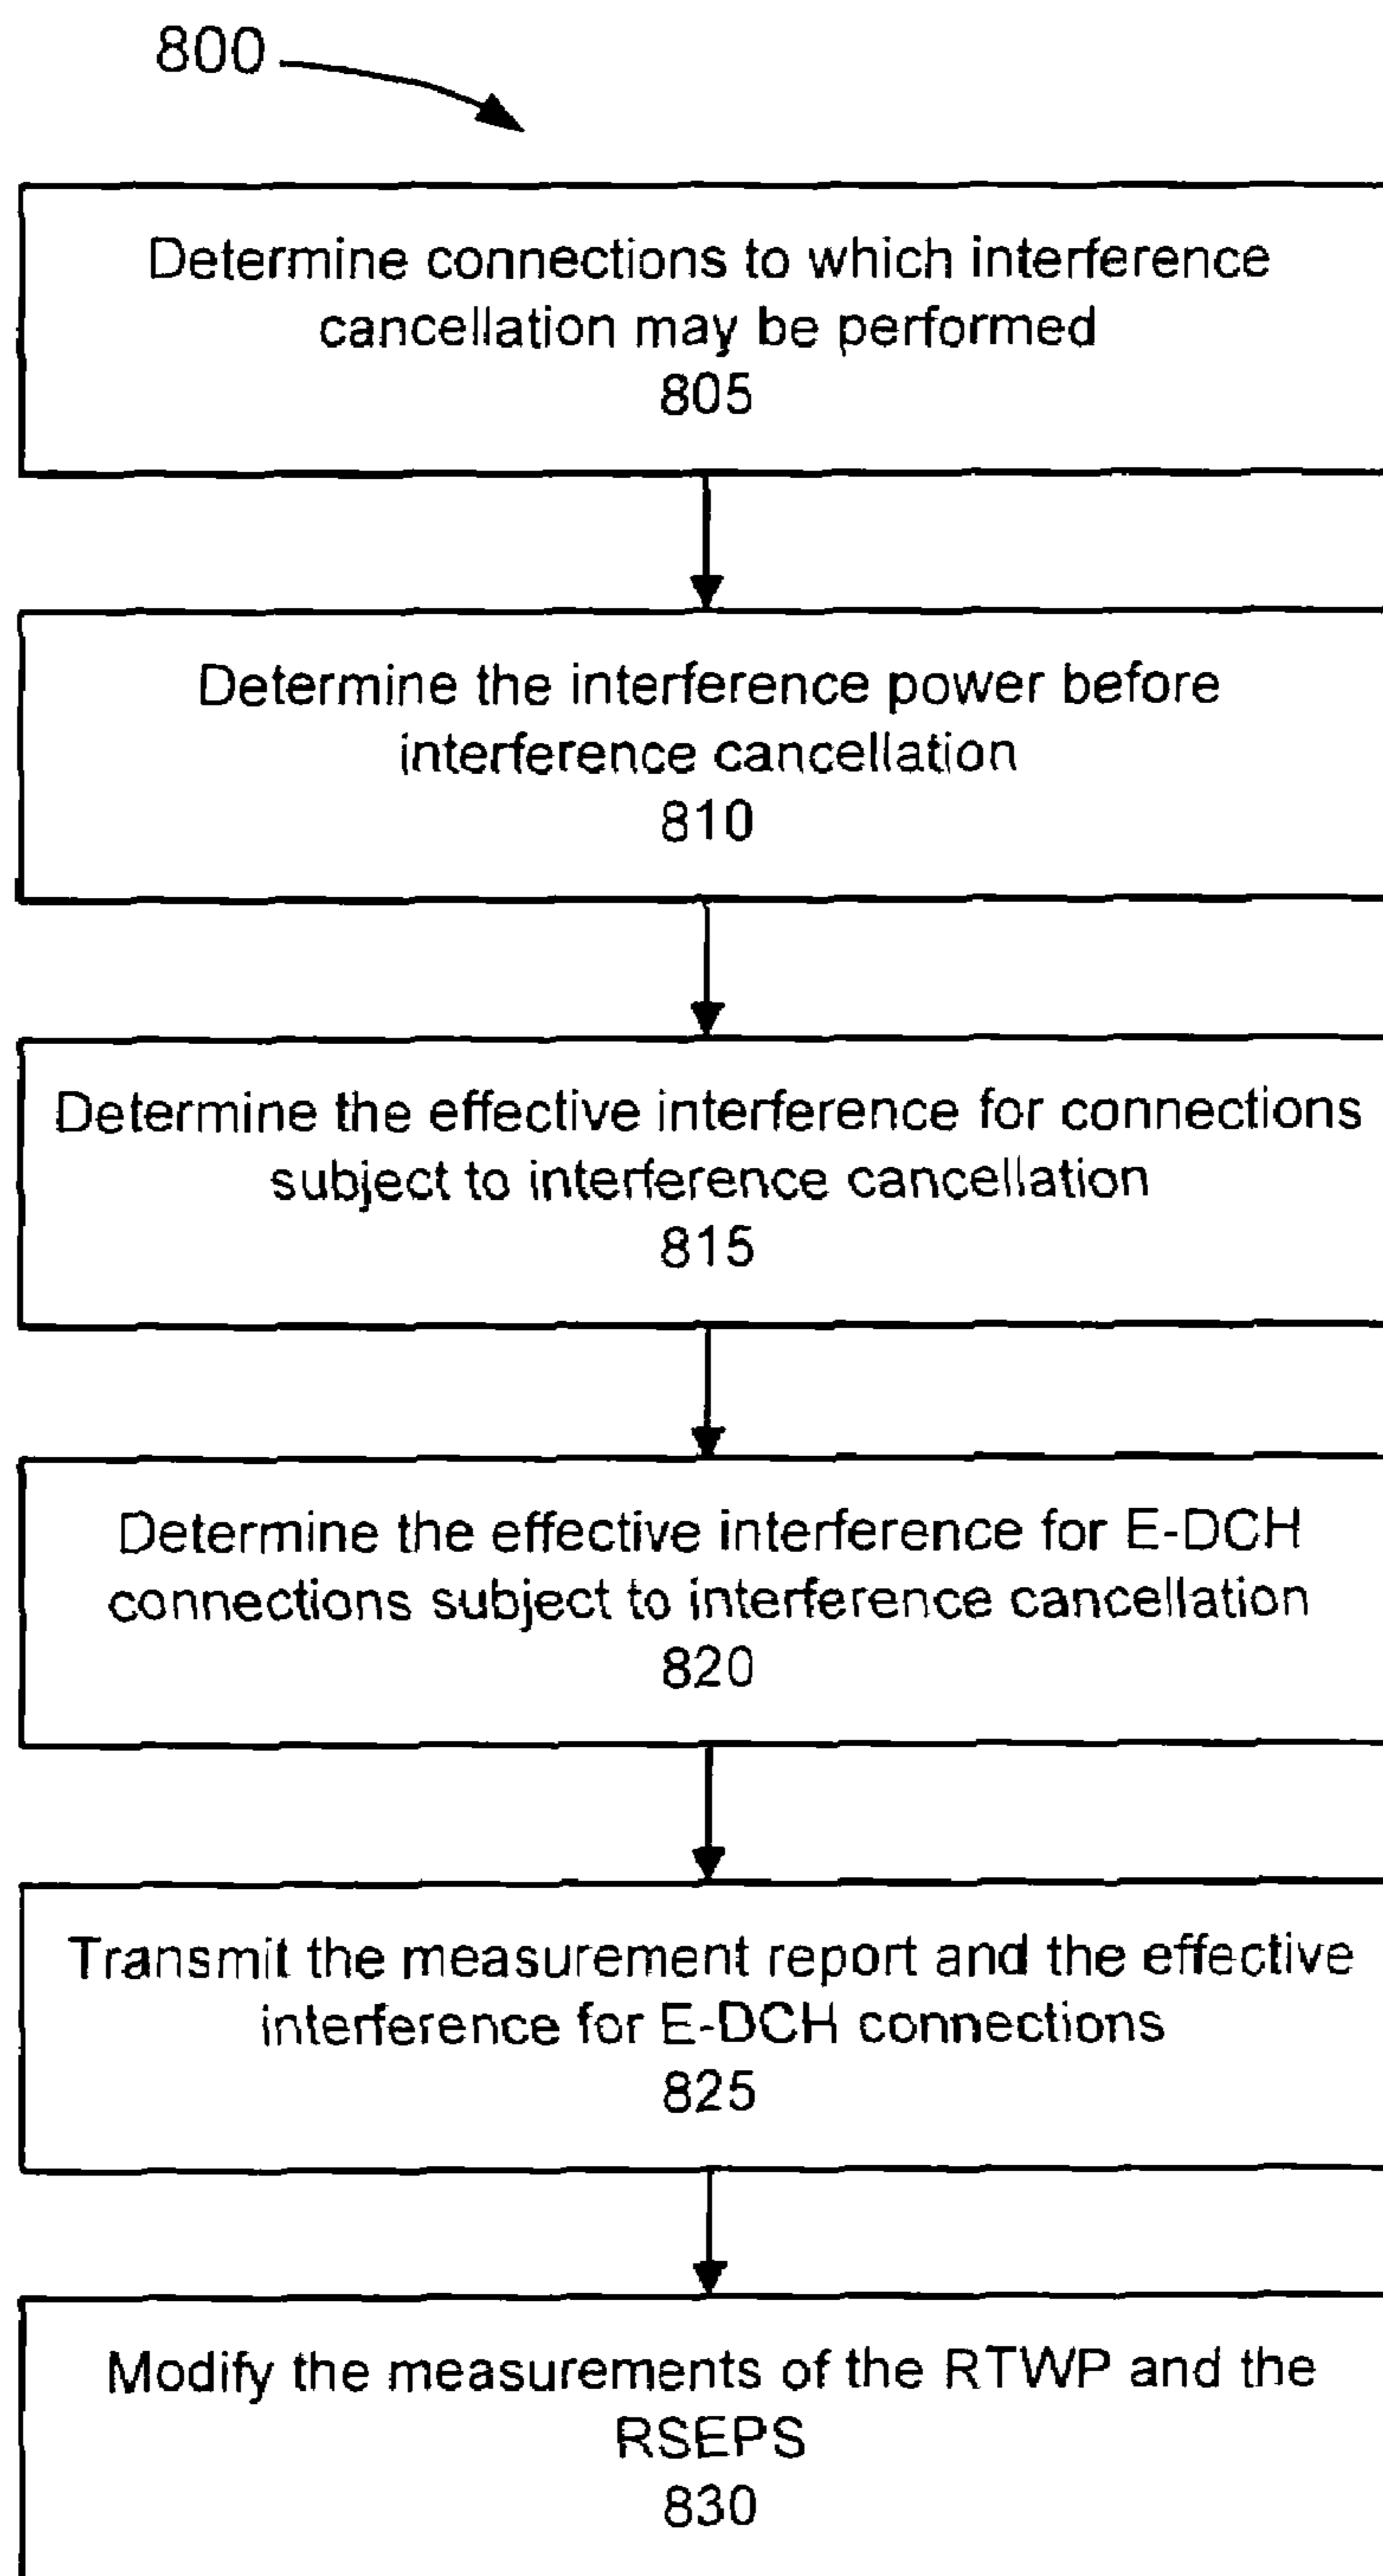 800
Determine connections to which interference
cancellation may be performed
805
Determine the interference power before
interference cancellation
810
Determine the effective interference for connections
subject to interference cancellation
815
Determine the effective interference for E-DCH
connections subject to interference cancellation
820
Transmit the measurement report and the effective
interference for E-DCH connections
825
Modify the measurements of the RTWP and the
RSEPS
830